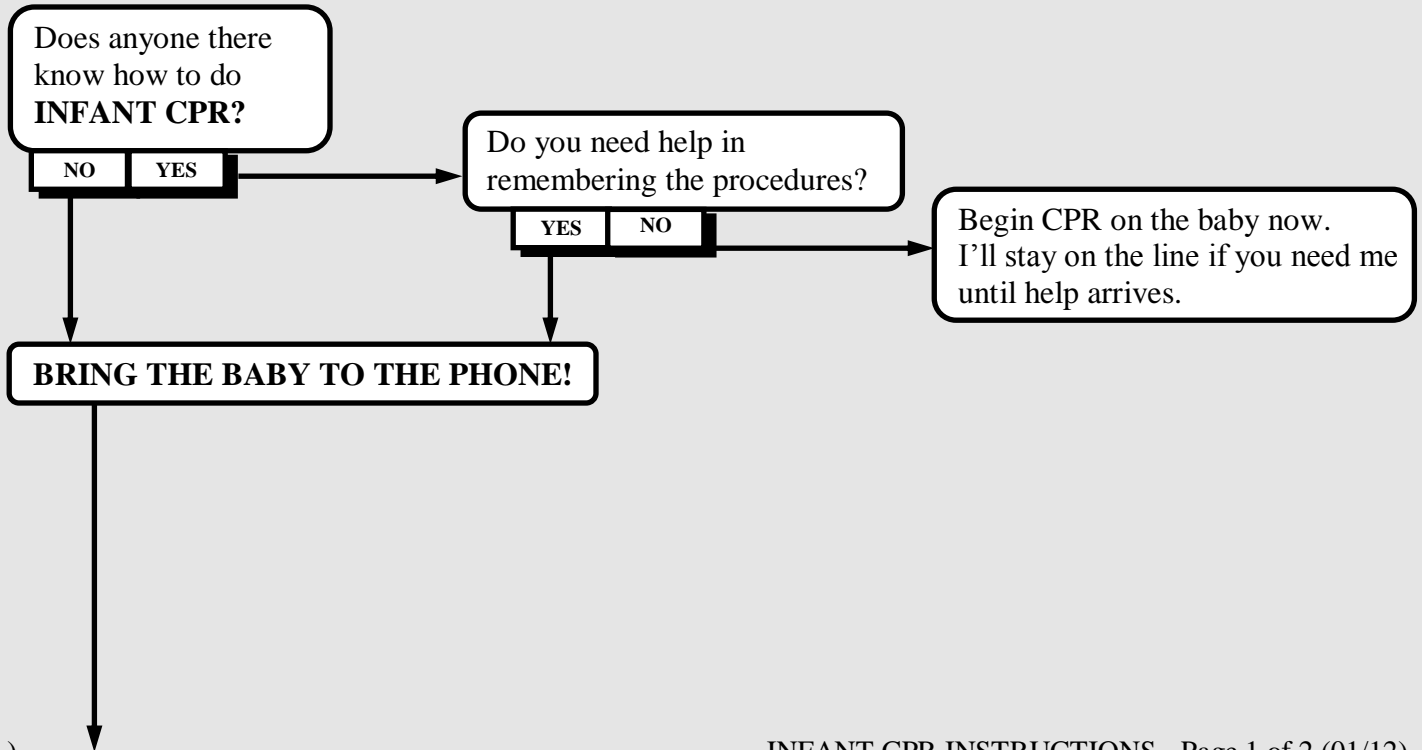 Does anyone there
know how to do
INFANT CPR?
NO YES
Do you need help in
remembering the procedures?
YES NO
Begin CPR on the baby now.
I'll stay on the line if you need me
until help arrives.
BRING THE BABY TO THE PHONE!
)
INFANT CPR INSTRUCTIONS Page 1 of 2 (01/12)